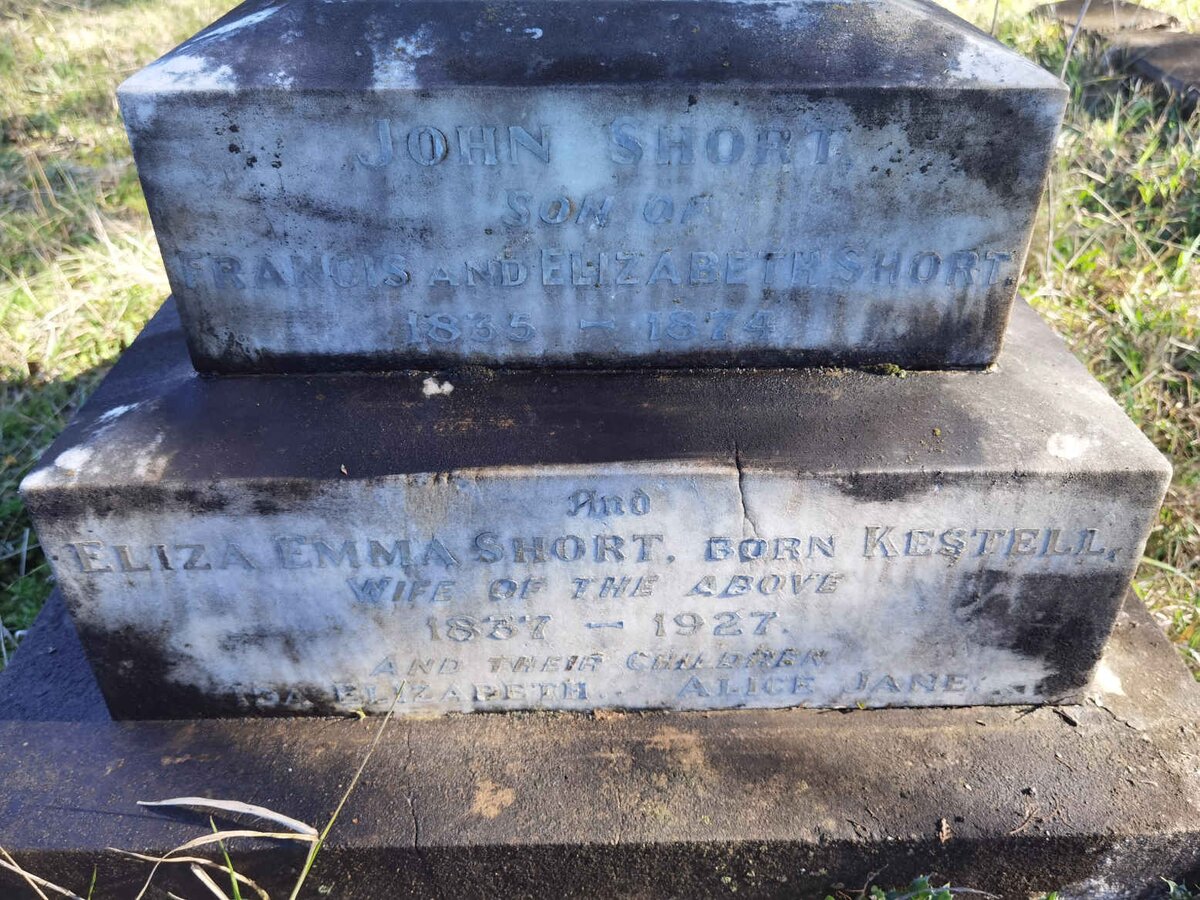 JOHN SHORT,
SON OF
FRANCIS AND ELIZABETH SHORT.
1835 – 1874
And
ELIZA EMMA SHORT, BORN KESTELL,
WIFE OF THE ABOVE
1837 – 1927.
AND THEIR CHILDREN
ELIZABETH. ALICE JANE.